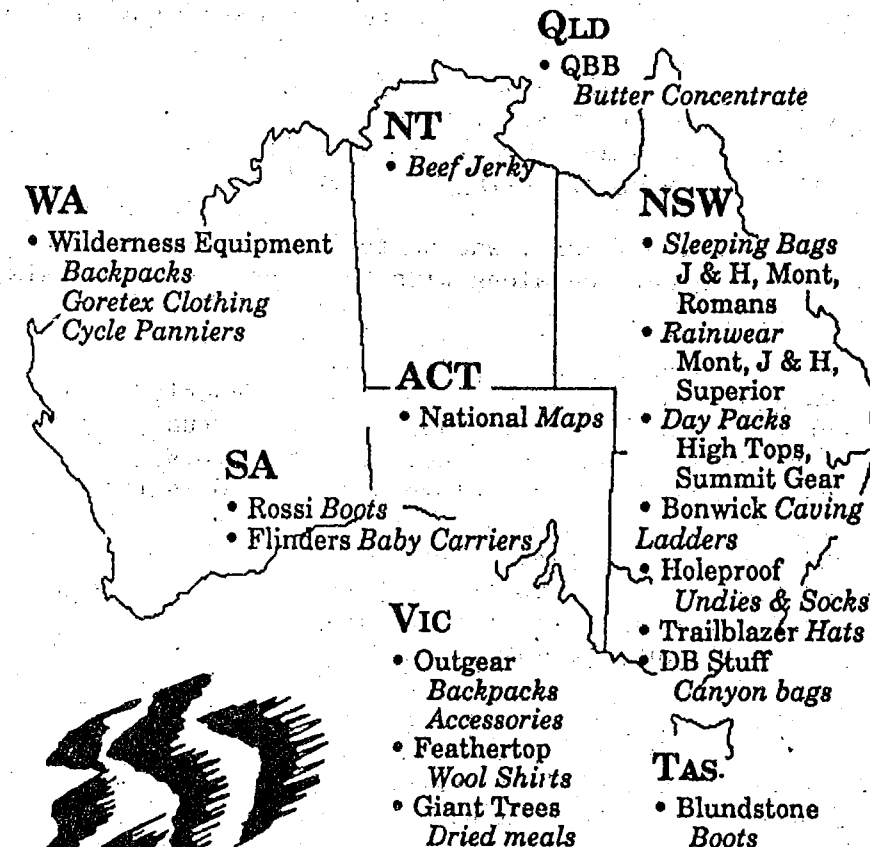 QLD
• QBB
Butter Concentrate
NT
• Beef Jerky
WA
• Wilderness Equipment
Backpacks
Goretex Clothing
Cycle Panniers
NSW
• Sleeping Bags
J & H, Mont,
Romans
• Rainwear
Mont, J & H,
Superior
• Day Packs
High Tops,
Summit Gear
• Bonwick Caving
Ladders
• Holeproof
Undies & Socks
• Trailblazer Hats
• DB Stuff
Canyon bags
ACT
• National Maps
SA
• Rossi Boots
• Flinders Baby Carriers
VIC
• Outgear
Backpacks
Accessories
• Feathertop
Wool Shirts
• Giant Trees
Dried meals
TAS.
• Blundstone
Boots